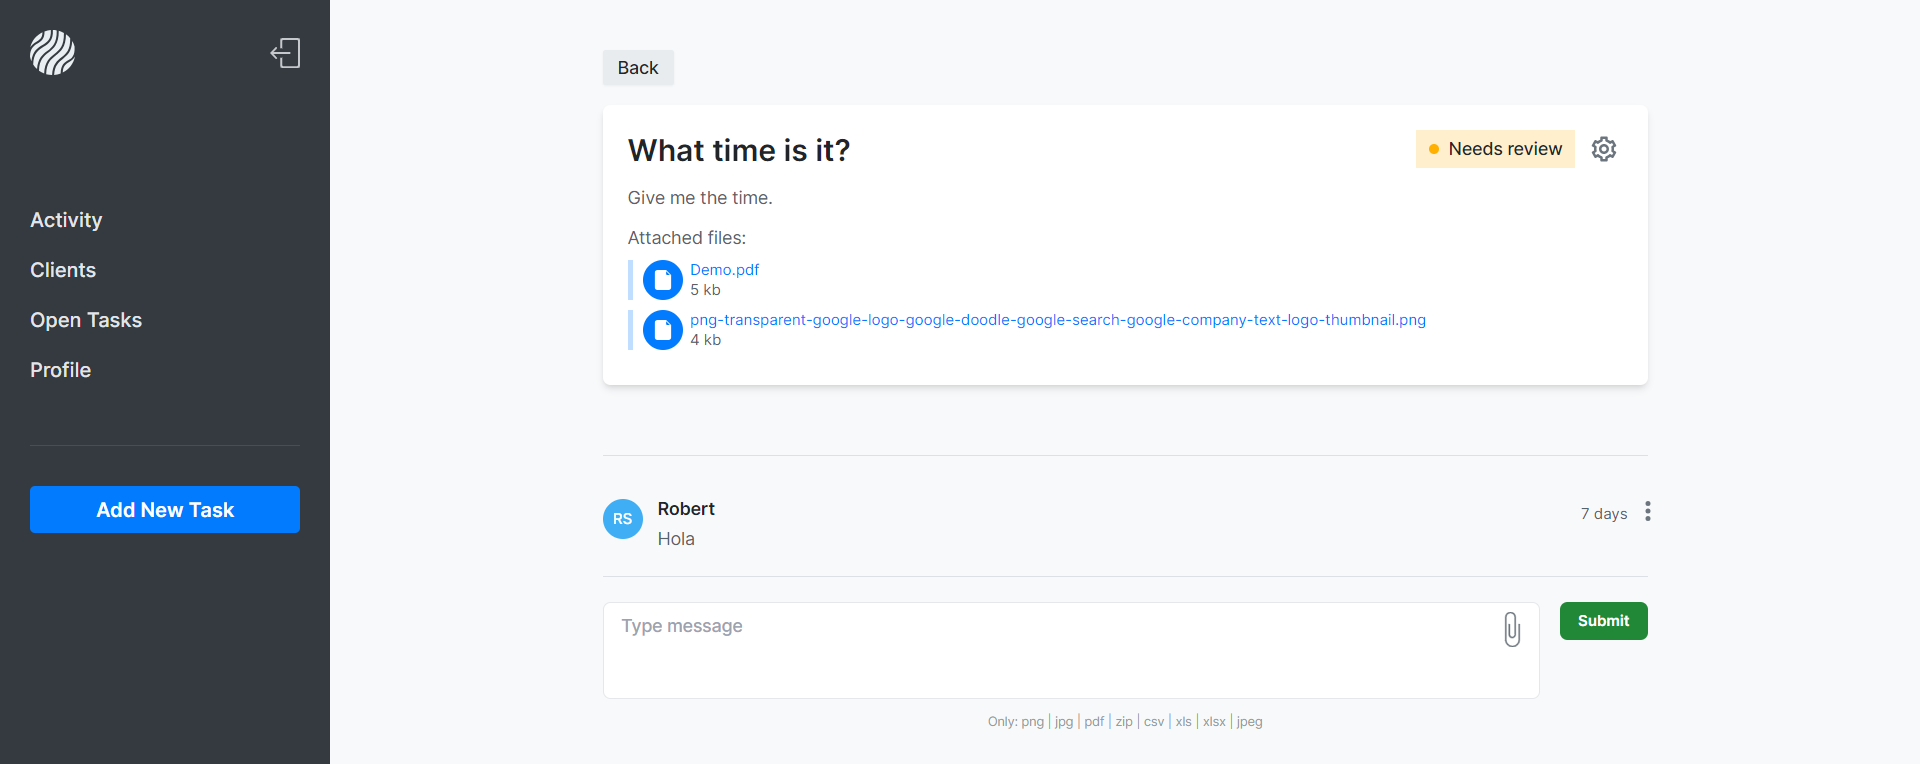 Activity
Clients
Open Tasks
Profile
Add New Task
Back
What time is it?
Needs review
Give me the time.
Attached files:
Demo.pdf
5 kb
png-transparent-google-logo-google-doodle-google-search-google-company-text-logo-thumbnail.png
4 kb
RS
Robert
7 days
Hola
Type message
Submit
Only: png | jpg | pdf | zip | csv | xls | xlsx | jpeg